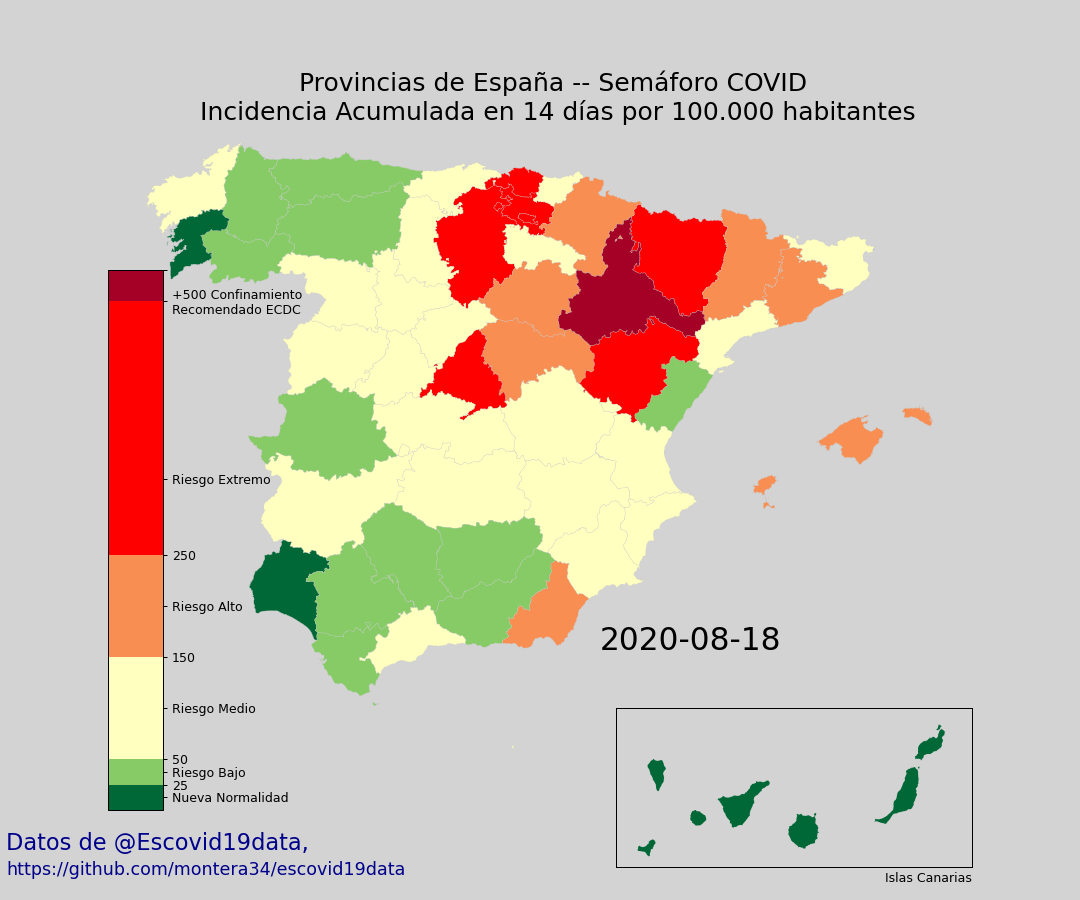 Provincias de España -- Semáforo COVID
Incidencia Acumulada en 14 días por 100.000 habitantes
+500 Confinamiento
Recomendado ECDC
Riesgo Extremo
250
Riesgo Alto
150
Riesgo Medio
50
Riesgo Bajo
25
Nueva Normalidad
2020-08-18
Islas Canarias
Datos de @Escovid19data,
https://github.com/montera34/escovid19data